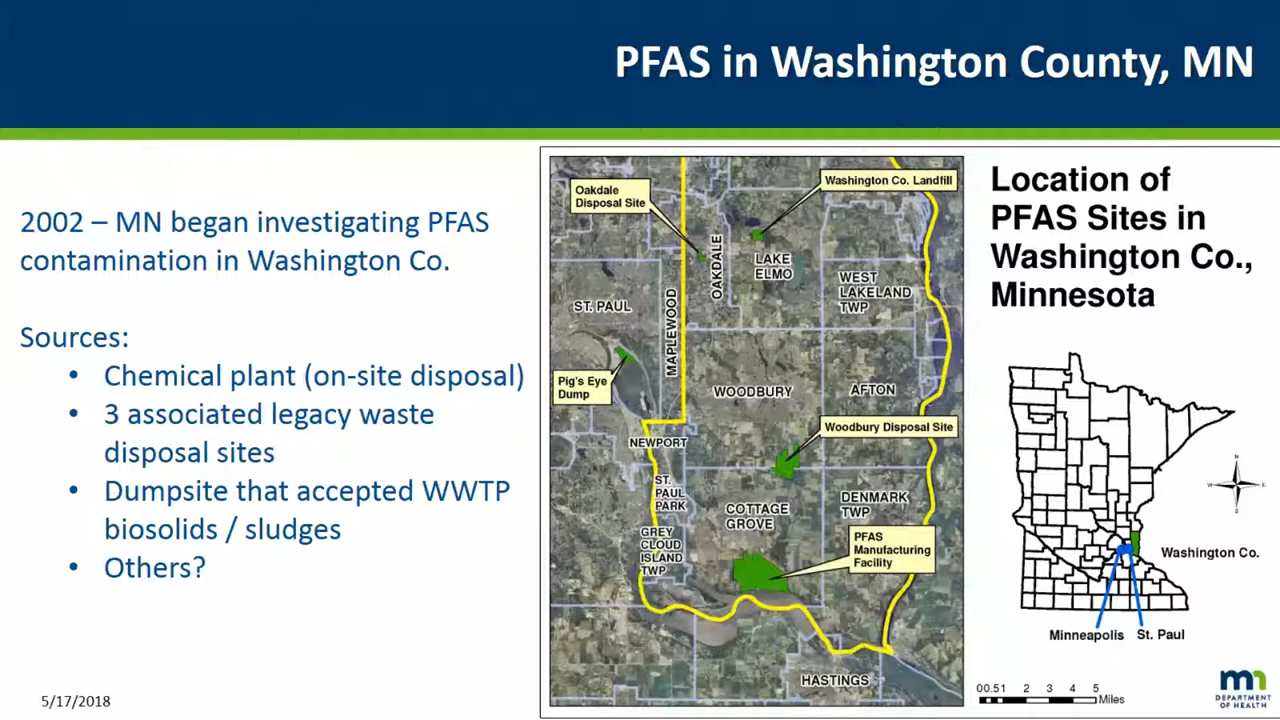 PFAS in Washington County, MN
2002 – MN began investigating PFAS
contamination in Washington Co.
Sources:
• Chemical plant (on-site disposal)
• 3 associated legacy waste
disposal sites
• Dumpsite that accepted WWTP
biosolids / sludges
• Others?
5/17/2018
Oakdale
Disposal Site
Washington Co. Landfill
OAKDALE
LAKE
ELMO
WEST
LAKELAND
TWP
ST. PAUL
MAPLEWOOD
Pig's Eye
Dump
WOODBURY
AFTON
Woodbury Disposal Site
NEWPORT
ST.
PAUL
PARK
COTTAGE
GROVE
DENMARK
TWP
GREY
CLOUD
ISLAND
TWP
PFAS
Manufacturing
Facility
HASTINGS
Location of
PFAS Sites in
Washington Co.,
Minnesota
N
W
E
S
Washington Co.
Minneapolis
St. Paul
00.51 2 3 4 5
Miles
mn
DEPARTMENT
OF HEALTH